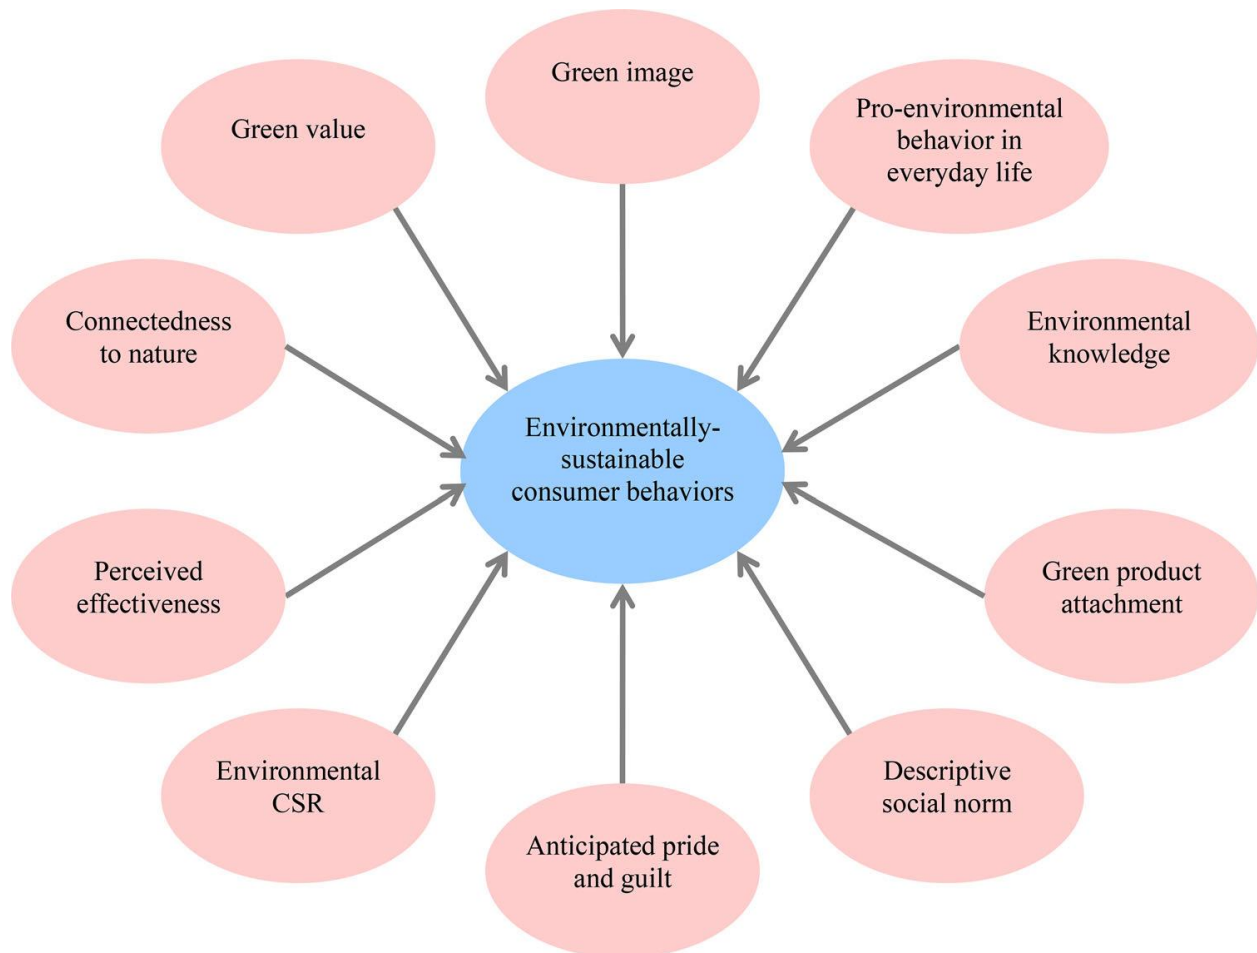 Green image
Green value
Pro-environmental
behavior in
everyday life
Connectedness
to nature
Environmental
knowledge
Environmentally-
sustainable
consumer behaviors
Perceived
effectiveness
Green product
attachment
Environmental
CSR
Descriptive
social norm
Anticipated pride
and guilt